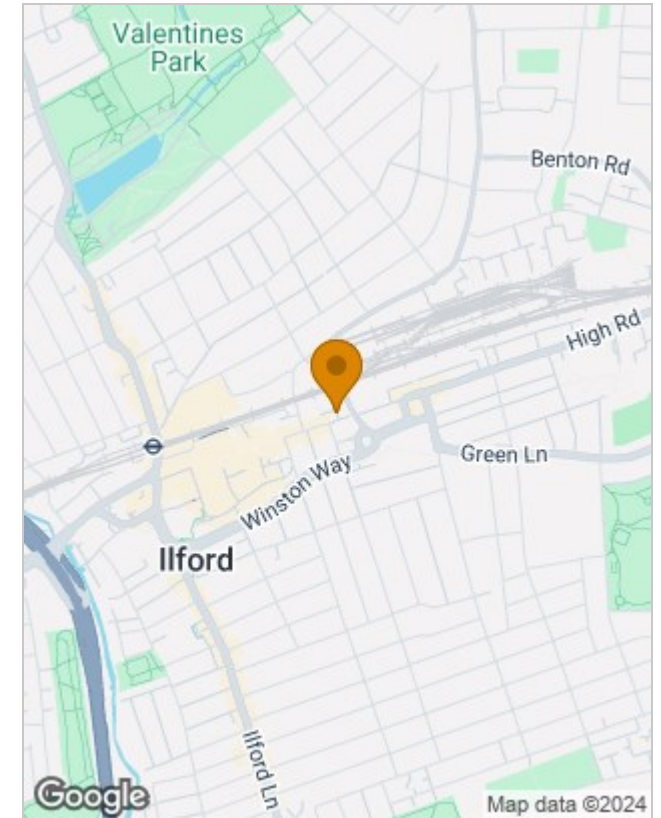 Valentines
Park
Benton Rd
High Rd
Green Ln
Winston Way
Ilford
Ilford Ln
Google
Map data ©2024